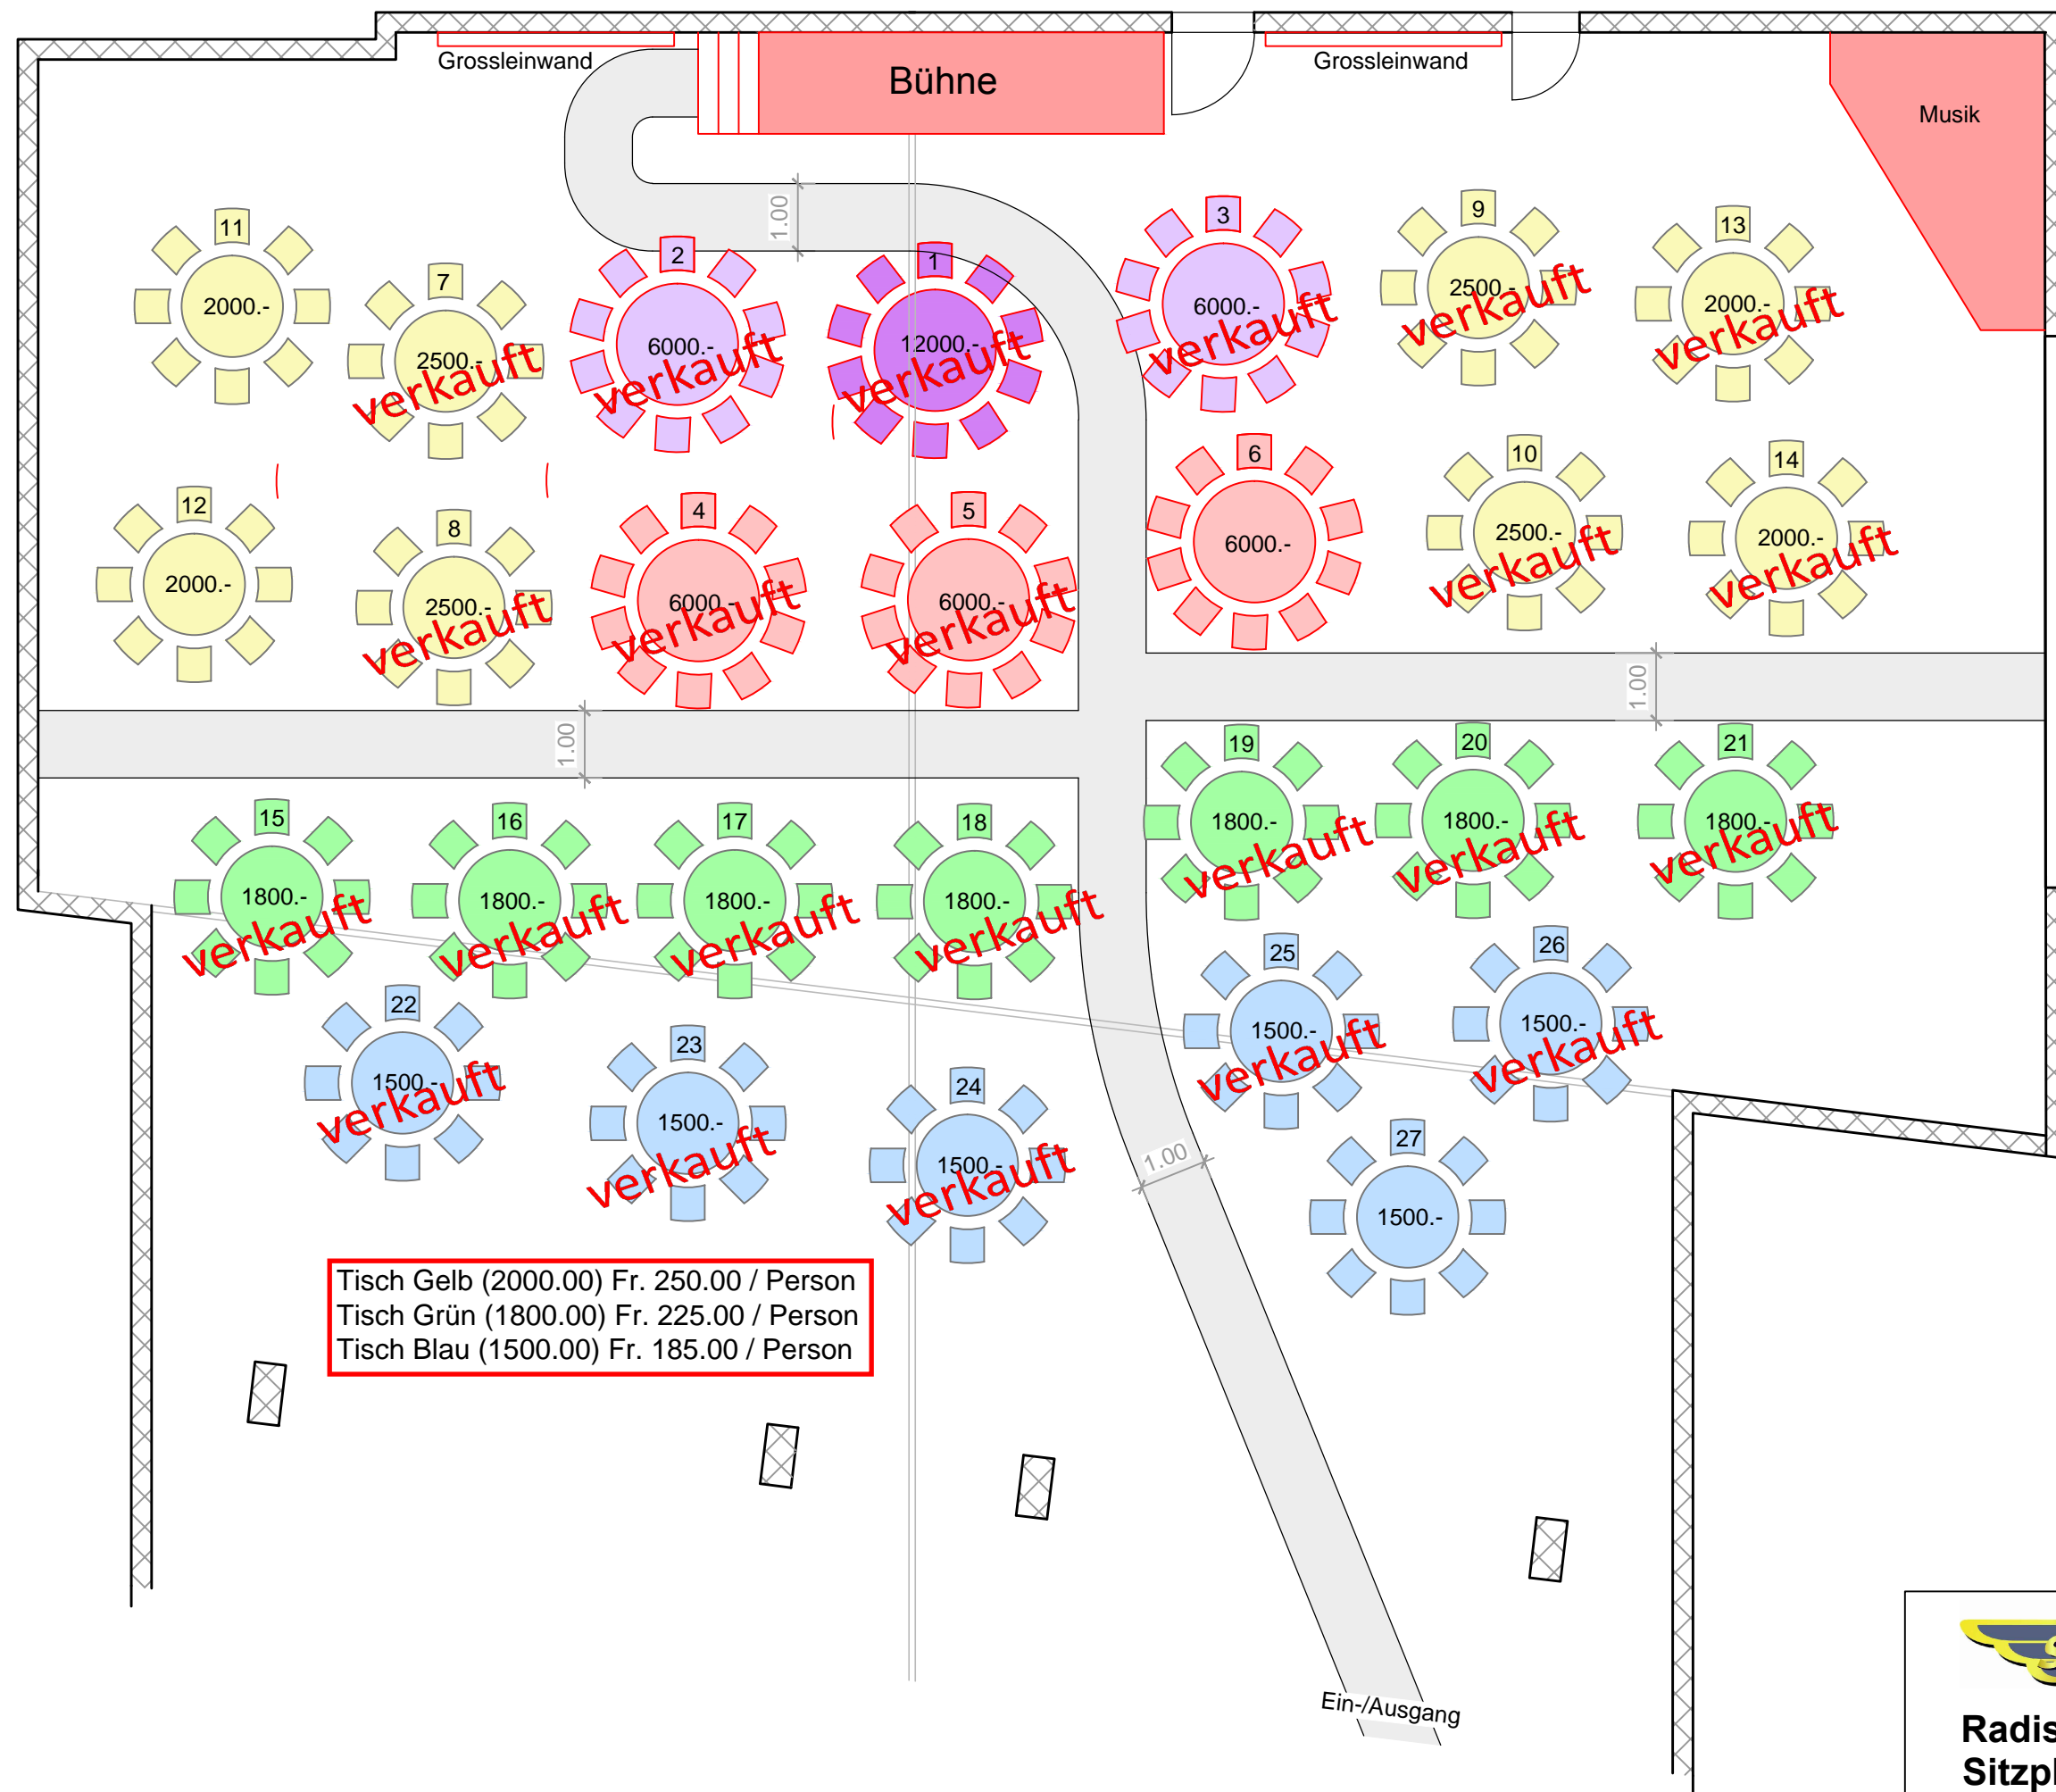 Grossleinwand
Bühne
Grossleinwand
Musik
1.00
11
2000.-
7
2500.-
verkauft
2
6000.-
verkauft
1
12000.-
verkauft
3
6000.-
verkauft
9
2500.-
verkauft
13
2000.-
verkauft
12
2000.-
8
2500.-
verkauft
4
6000.-
verkauft
5
6000.-
verkauft
6
6000.-
10
2500.-
verkauft
14
2000.-
verkauft
1.00
1.00
15
1800.-
verkauft
16
1800.-
verkauft
17
1800.-
verkauft
18
1800.-
verkauft
19
1800.-
verkauft
20
1800.-
verkauft
21
1800.-
verkauft
22
1500.-
verkauft
23
1500.-
verkauft
24
1500.-
verkauft
25
1500.-
verkauft
26
1500.-
verkauft
27
1500.-
1.00
Tisch Gelb (2000.00) Fr. 250.00 / Person
Tisch Grün (1800.00) Fr. 225.00 / Person
Tisch Blau (1500.00) Fr. 185.00 / Person
Ein-/Ausgang